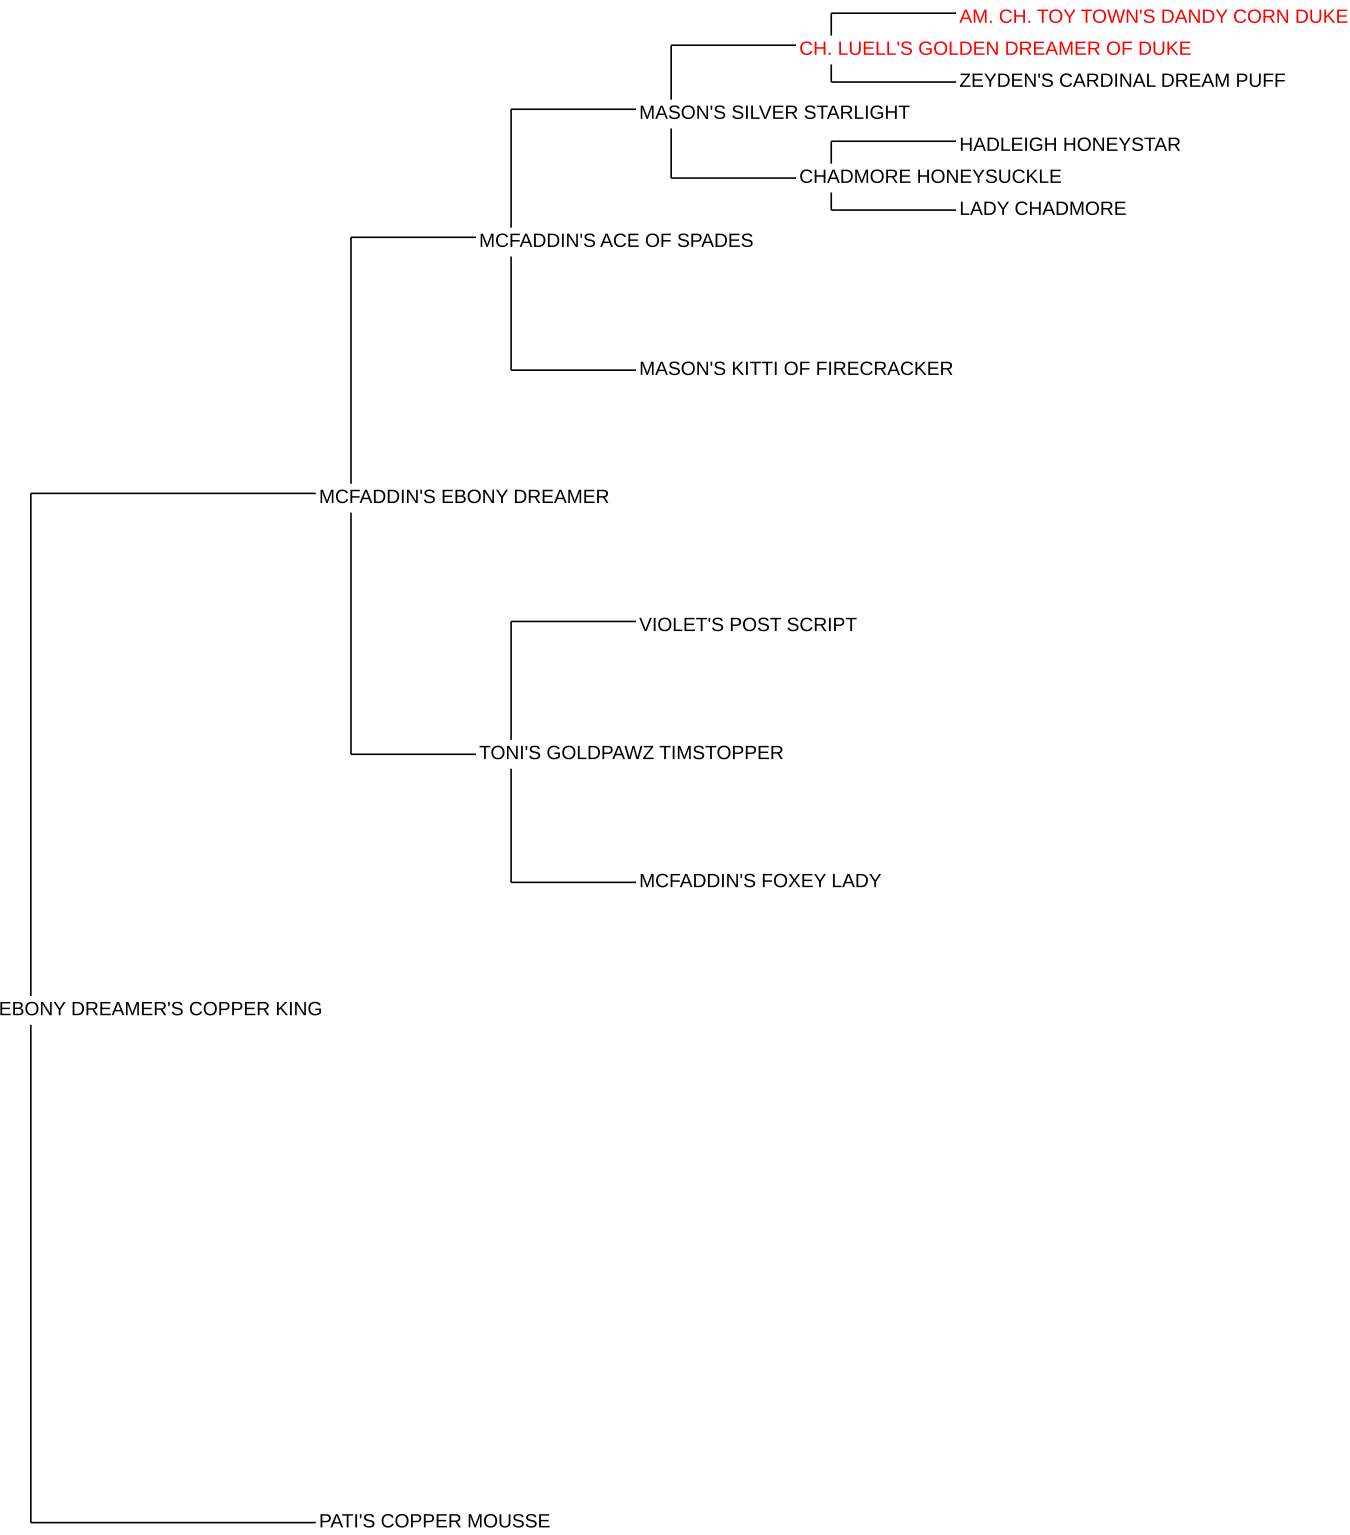 AM. CH. TOY TOWN'S DANDY CORN DUKE
CH. LUELL'S GOLDEN DREAMER OF DUKE
ZEYDEN'S CARDINAL DREAM PUFF
MASON'S SILVER STARLIGHT
HADLEIGH HONEYSTAR
CHADMORE HONEYSUCKLE
LADY CHADMORE
MCFADDIN'S ACE OF SPADES
MASON'S KITTI OF FIRECRACKER
MCFADDIN'S EBONY DREAMER
VIOLET'S POST SCRIPT
TONI'S GOLDPAWZ TIMSTOPPER
MCFADDIN'S FOXEY LADY
EBONY DREAMER'S COPPER KING
PATI'S COPPER MOUSSE